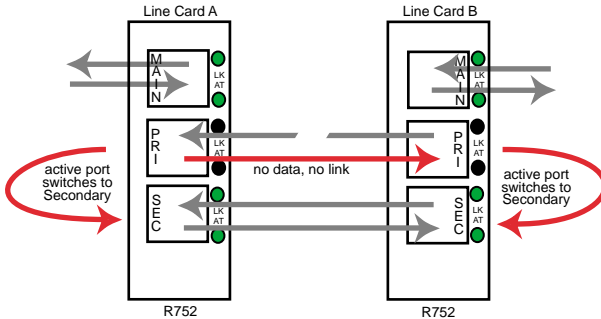 Line Card A
Line Card B
MAIN
LK
AT
MAIN
LK
AT
PRI
LK
AT
PRI
LK
AT
no data, no link
active port
switches to
Secondary
active port
switches to
Secondary
SEC
LK
AT
SEC
LK
AT
R752
R752